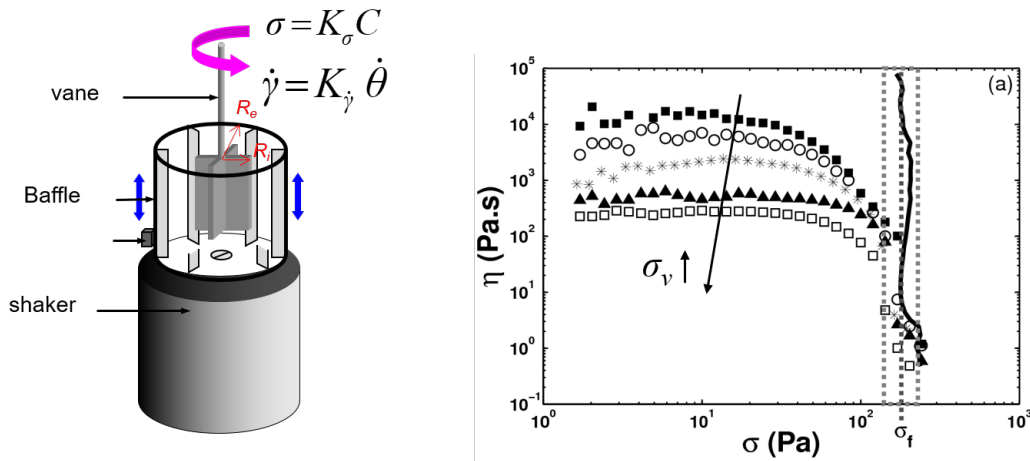 σ = K_σ C
γ̇ = K_γ̇ θ̇
vane
R_e
R_i
Baffle
shaker
(a)
10^5
10^4
10^3
10^2
10^1
10^0
10^-1
η (Pa.s)
σ_v ↑
10^0
10^1
10^2
10^3
σ (Pa)
σ_f